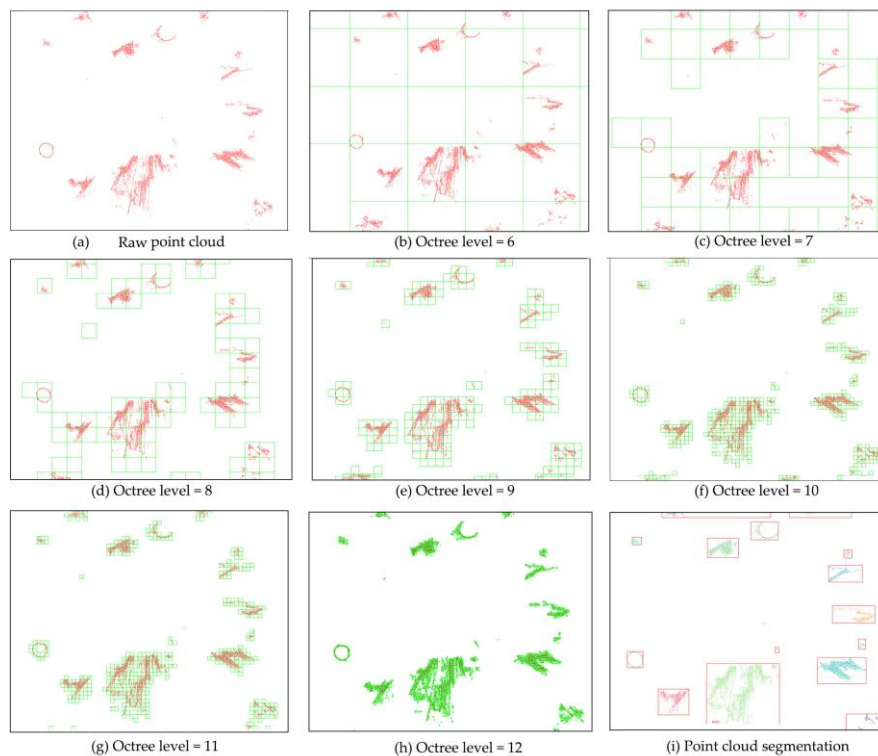 (a) Raw point cloud
(b) Octree level = 6
(c) Octree level = 7
(d) Octree level = 8
(e) Octree level = 9
(f) Octree level = 10
(g) Octree level = 11
(h) Octree level = 12
(i) Point cloud segmentation